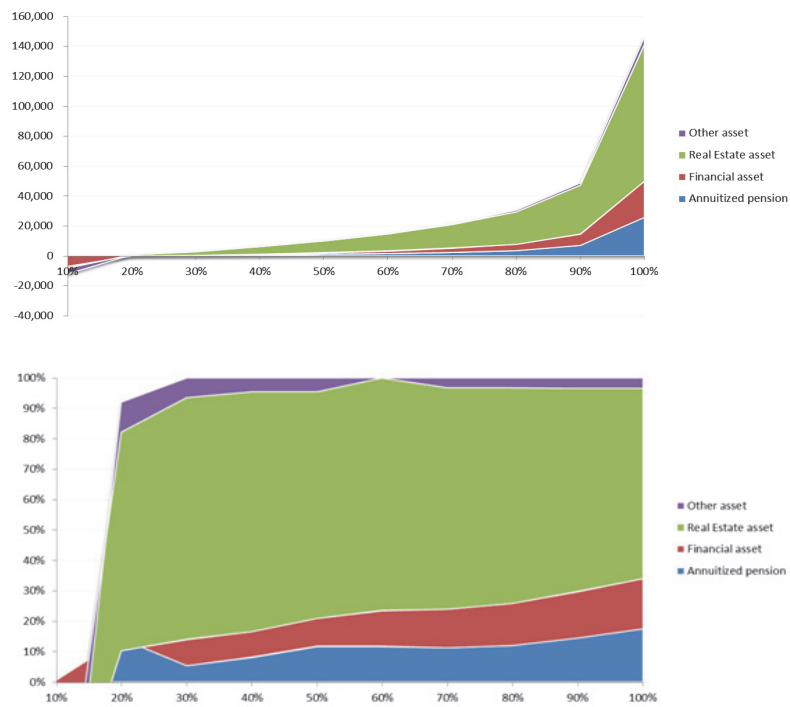 160,000
140,000
120,000
100,000
80,000
60,000
40,000
20,000
0
-20,000
-40,000
10% 20% 30% 40% 50% 60% 70% 80% 90% 100%
Other asset
Real Estate asset
Financial asset
Annuitized pension
100%
90%
80%
70%
60%
50%
40%
30%
20%
10%
0%
10% 20% 30% 40% 50% 60% 70% 80% 90% 100%
Other asset
Real Estate asset
Financial asset
Annuitized pension